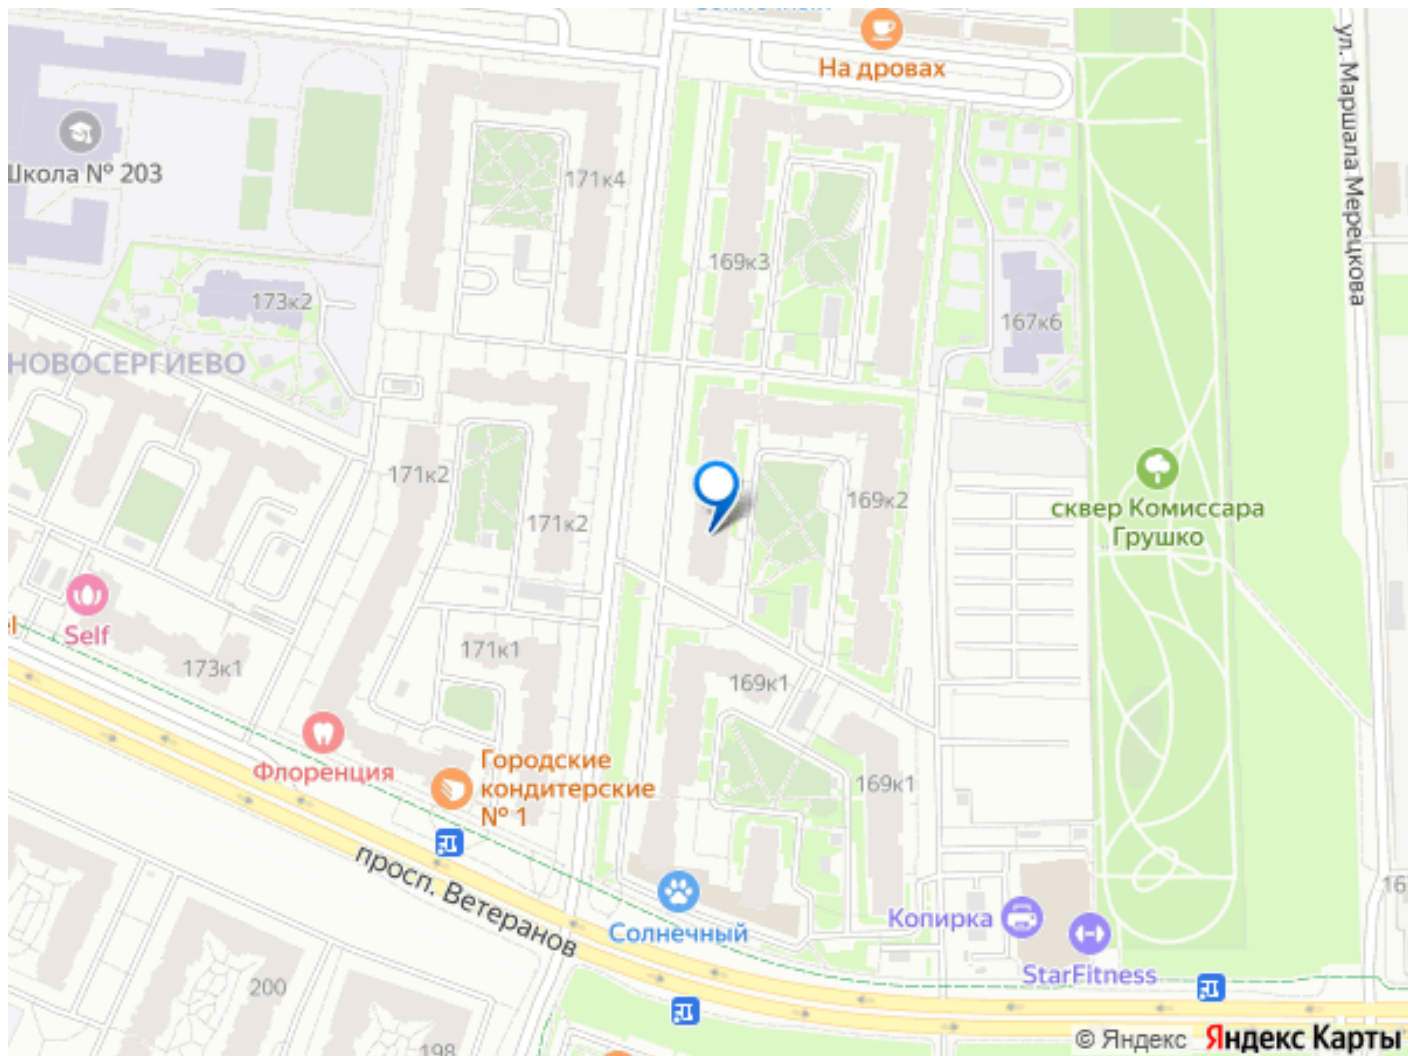 На дровах
ул. Маршала Мерецкова
Школа № 203
171к4
169к3
173к2
167к6
НОВОСЕРГИЕВО
171к2
171к2
169к2
сквер Комиссара
Грушко
Self
173к1
171к1
169к1
Флоренция
Городские
кондитерские
№ 1
169к1
просп. Ветеранов
Солнечный
Копирка
StarFitness
200
198
© Яндекс Яндекс Карты